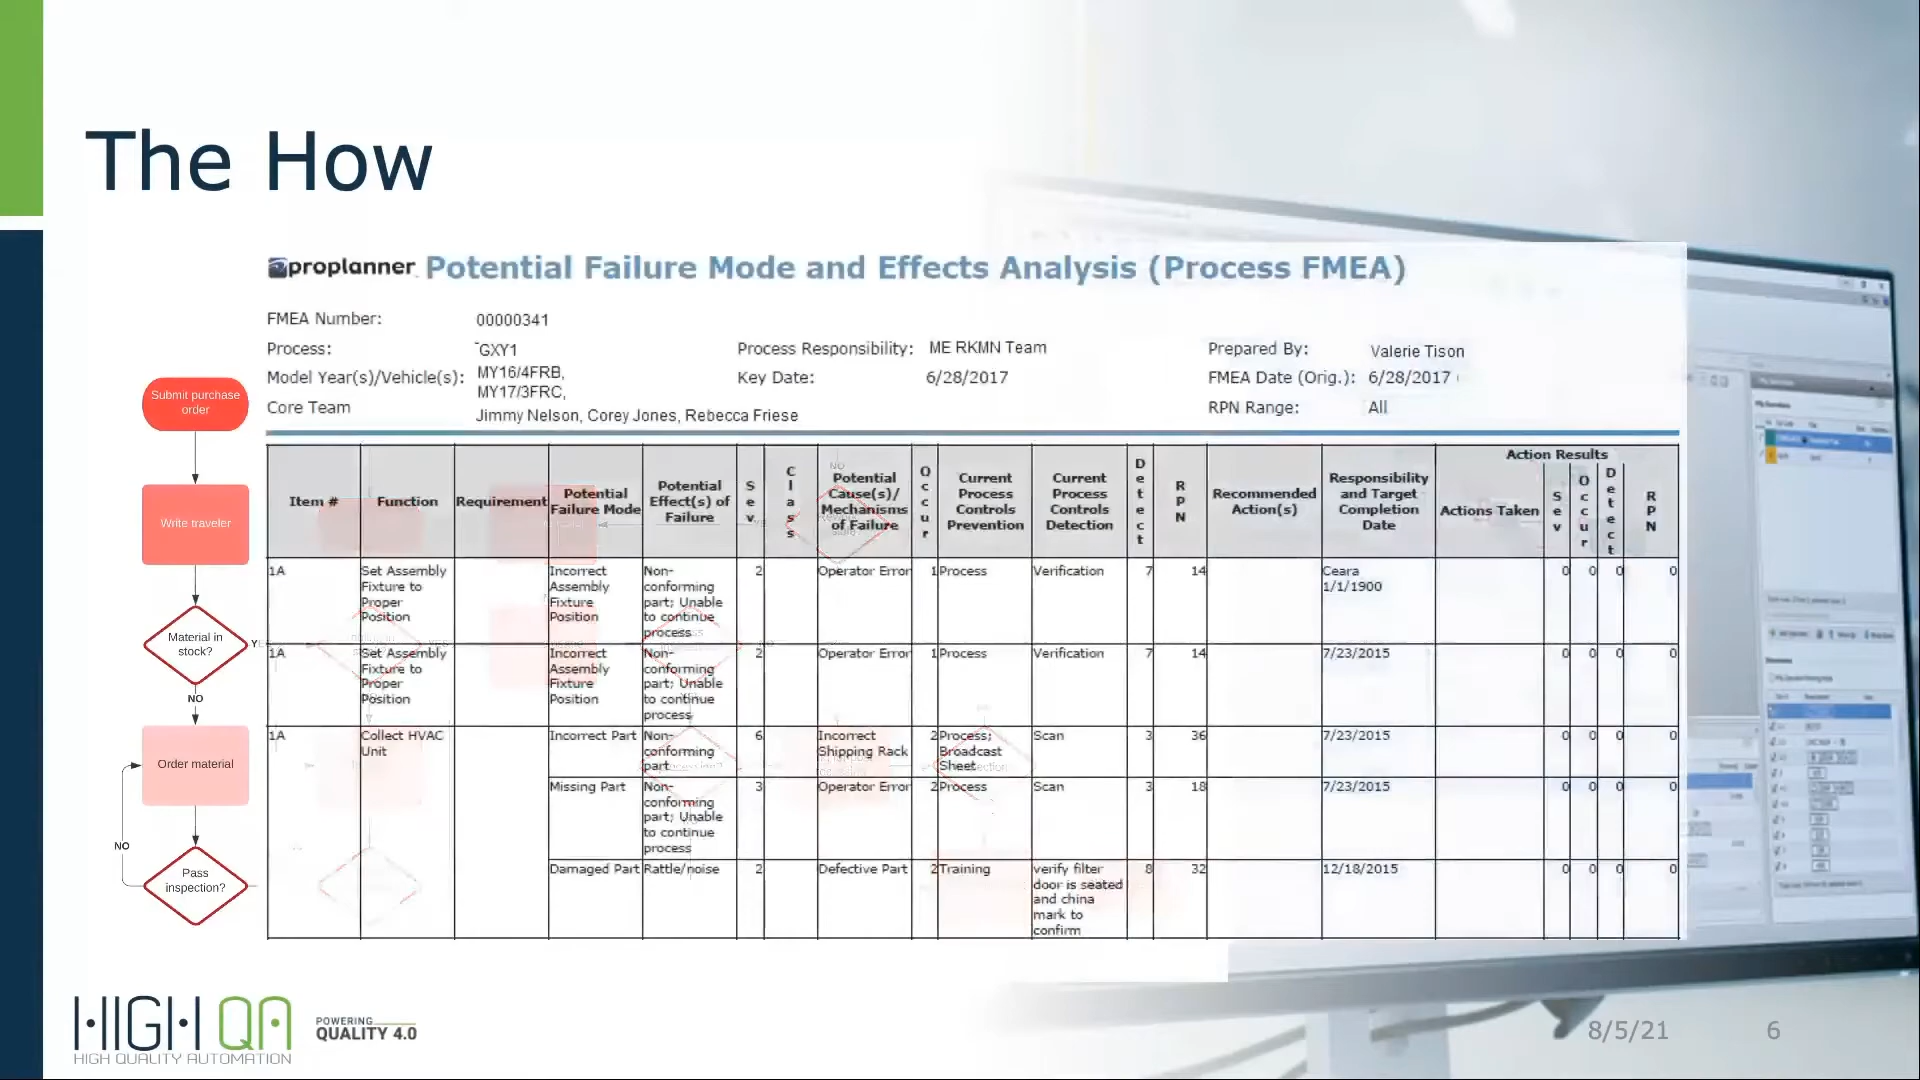 The How
proplanner Potential Failure Mode and Effects Analysis (Process FMEA)
FMEA Number: 00000341
Process: GXY1 Process Responsibility: ME RKMN Team Prepared By: Valerie Tison
Model Year(s)/Vehicle(s): MY16/4FRB, Key Date: 6/28/2017 FMEA Date (Orig.): 6/28/2017
MY17/3FRC,
Core Team Jimmy Nelson, Corey Jones, Rebecca Friese RPN Range: All
Submit purchase
order
Write traveler
Material in
stock?
NO
Order material
NO
Pass
inspection?
Item #
Function
Requirement
Potential
Failure Mode
Potential
Effect(s) of
Failure
Sev
Class
Potential
Cause(s)/
Mechanisms
of Failure
Occur
Current
Process
Controls
Prevention
Current
Process
Controls
Detection
Detect
RPN
Recommended
Action(s)
Responsibility
and Target
Completion
Date
Action Results
Actions Taken
Sev
Occur
Detect
RPN
1A Set Assembly Incorrect Non- 2 Operator Error 1 Process Verification 7 14 Ceara 0 0 0 0
Fixture to Assembly conforming 1/1/1900
Proper Fixture part; Unable
Position Position to continue
process
1A Set Assembly Incorrect Non- 2 Operator Error 1 Process Verification 7 14 7/23/2015 0 0 0 0
Fixture to Assembly conforming
Proper Fixture part; Unable
Position Position to continue
process
1A Collect HVAC Incorrect Part Non- 6 Incorrect 2 Process; Scan 3 36 7/23/2015 0 0 0 0
Unit conforming Shipping Rack Broadcast
part Sheet
Missing Part Non- 3 Operator Error 2 Process Scan 3 18 7/23/2015 0 0 0 0
conforming
part; Unable
to continue
process
Damaged Part Rattle/noise 2 Defective Part 2 Training verify filter 8 32 12/18/2015 0 0 0 0
door is seated
and china
mark to
confirm
HIGH QA
HIGH QUALITY AUTOMATION
POWERING
QUALITY 4.0
8/5/21 6